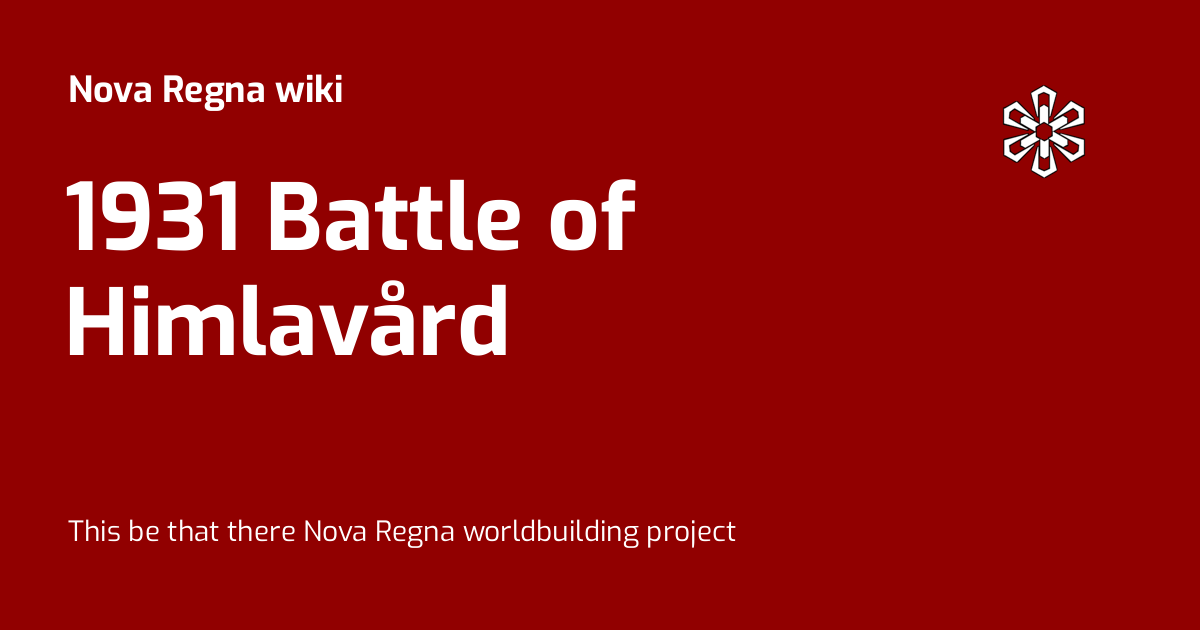 Nova Regna wiki
1931 Battle of
Himlavård
This be that there Nova Regna worldbuilding project